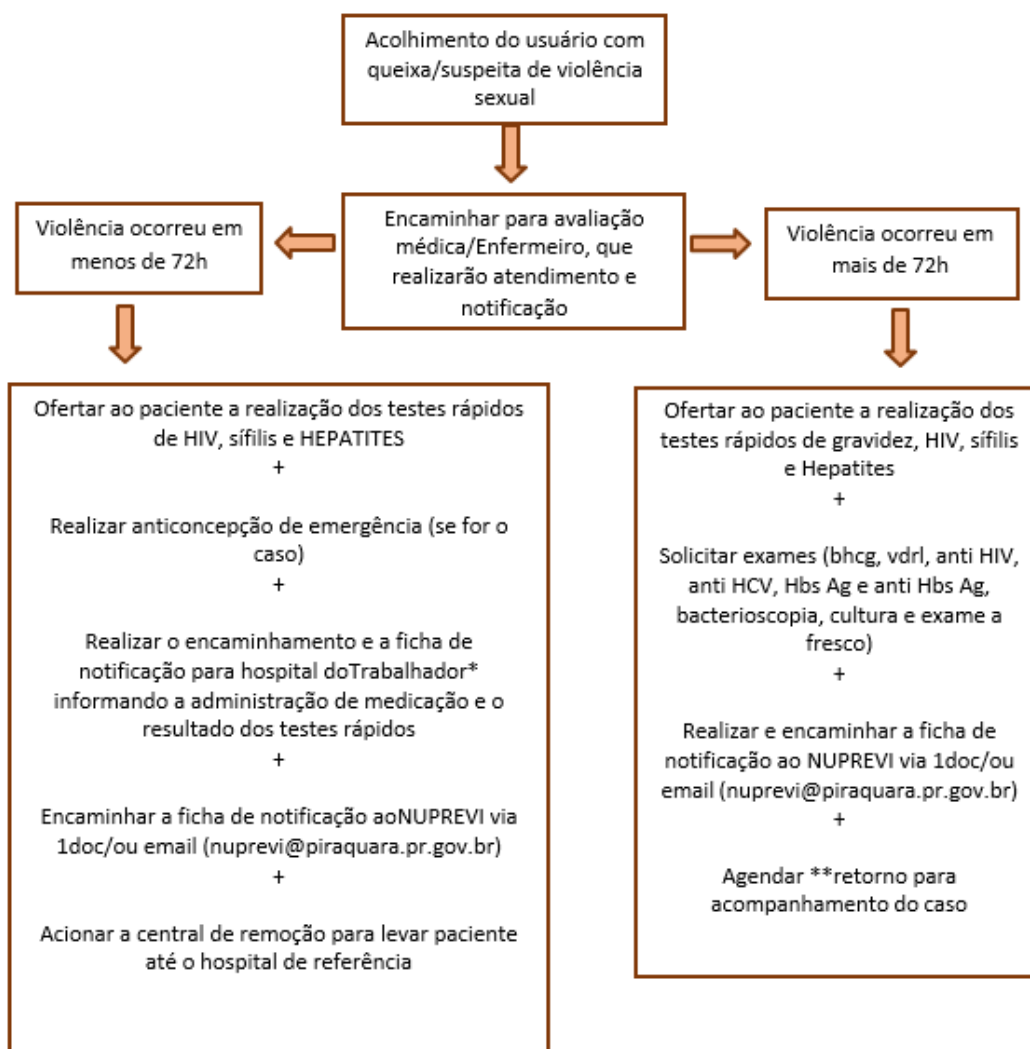 Acolhimento do usuário com
queixa/suspeita de violência
sexual
Violência ocorreu em
menos de 72h
Encaminhar para avaliação
médica/Enfermeiro, que
realizarão atendimento e
notificação
Violência ocorreu em
mais de 72h
Ofertar ao paciente a realização dos testes rápidos
de HIV, sífilis e HEPATITES
+
Realizar anticoncepção de emergência (se for o
caso)
+
Realizar o encaminhamento e a ficha de
notificação para hospital doTrabalhador*
informando a administração de medicação e o
resultado dos testes rápidos
+
Encaminhar a ficha de notificação aoNUPREVI via
1doc/ou email (nuprevi@piraquara.pr.gov.br)
+
Acionar a central de remoção para levar paciente
até o hospital de referência
Ofertar ao paciente a realização dos
testes rápidos de gravidez, HIV, sífilis
e Hepatites
+
Solicitar exames (bhcg, vdrl, anti HIV,
anti HCV, Hbs Ag e anti Hbs Ag,
bacterioscopia, cultura e exame a
fresco)
+
Realizar e encaminhar a ficha de
notificação ao NUPREVI via 1doc/ou
email (nuprevi@piraquara.pr.gov.br)
+
Agendar **retorno para
acompanhamento do caso